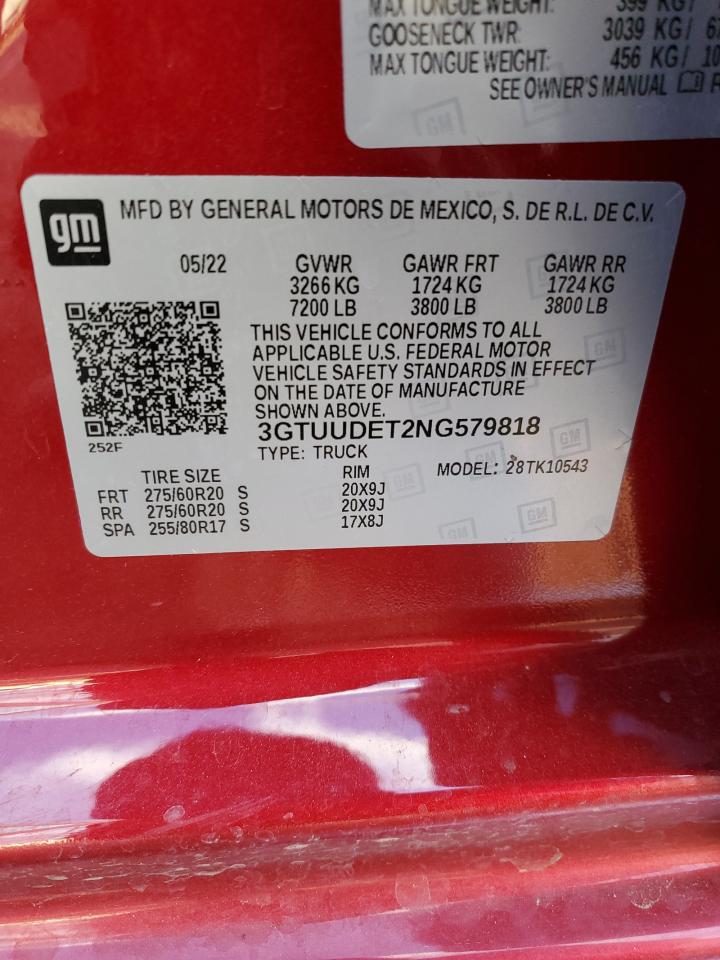 MAX TONGUE WEIGHT: 399 KG/
GOOSENECK TWR: 3039 KG/
MAX TONGUE WEIGHT: 456 KG/ 10
SEE OWNER'S MANUAL
gm
MFD BY GENERAL MOTORS DE MEXICO, S. DE R.L. DE C.V.
05/22 GVWR GAWR FRT GAWR RR
3266 KG 1724 KG 1724 KG
7200 LB 3800 LB 3800 LB
THIS VEHICLE CONFORMS TO ALL
APPLICABLE U.S. FEDERAL MOTOR
VEHICLE SAFETY STANDARDS IN EFFECT
ON THE DATE OF MANUFACTURE
SHOWN ABOVE.
3GTUUDET2NG579818
252F
TYPE: TRUCK
MODEL: 28TK10543
TIRE SIZE RIM
FRT 275/60R20 S 20X9J
RR 275/60R20 S 20X9J
SPA 255/80R17 S 17X8J